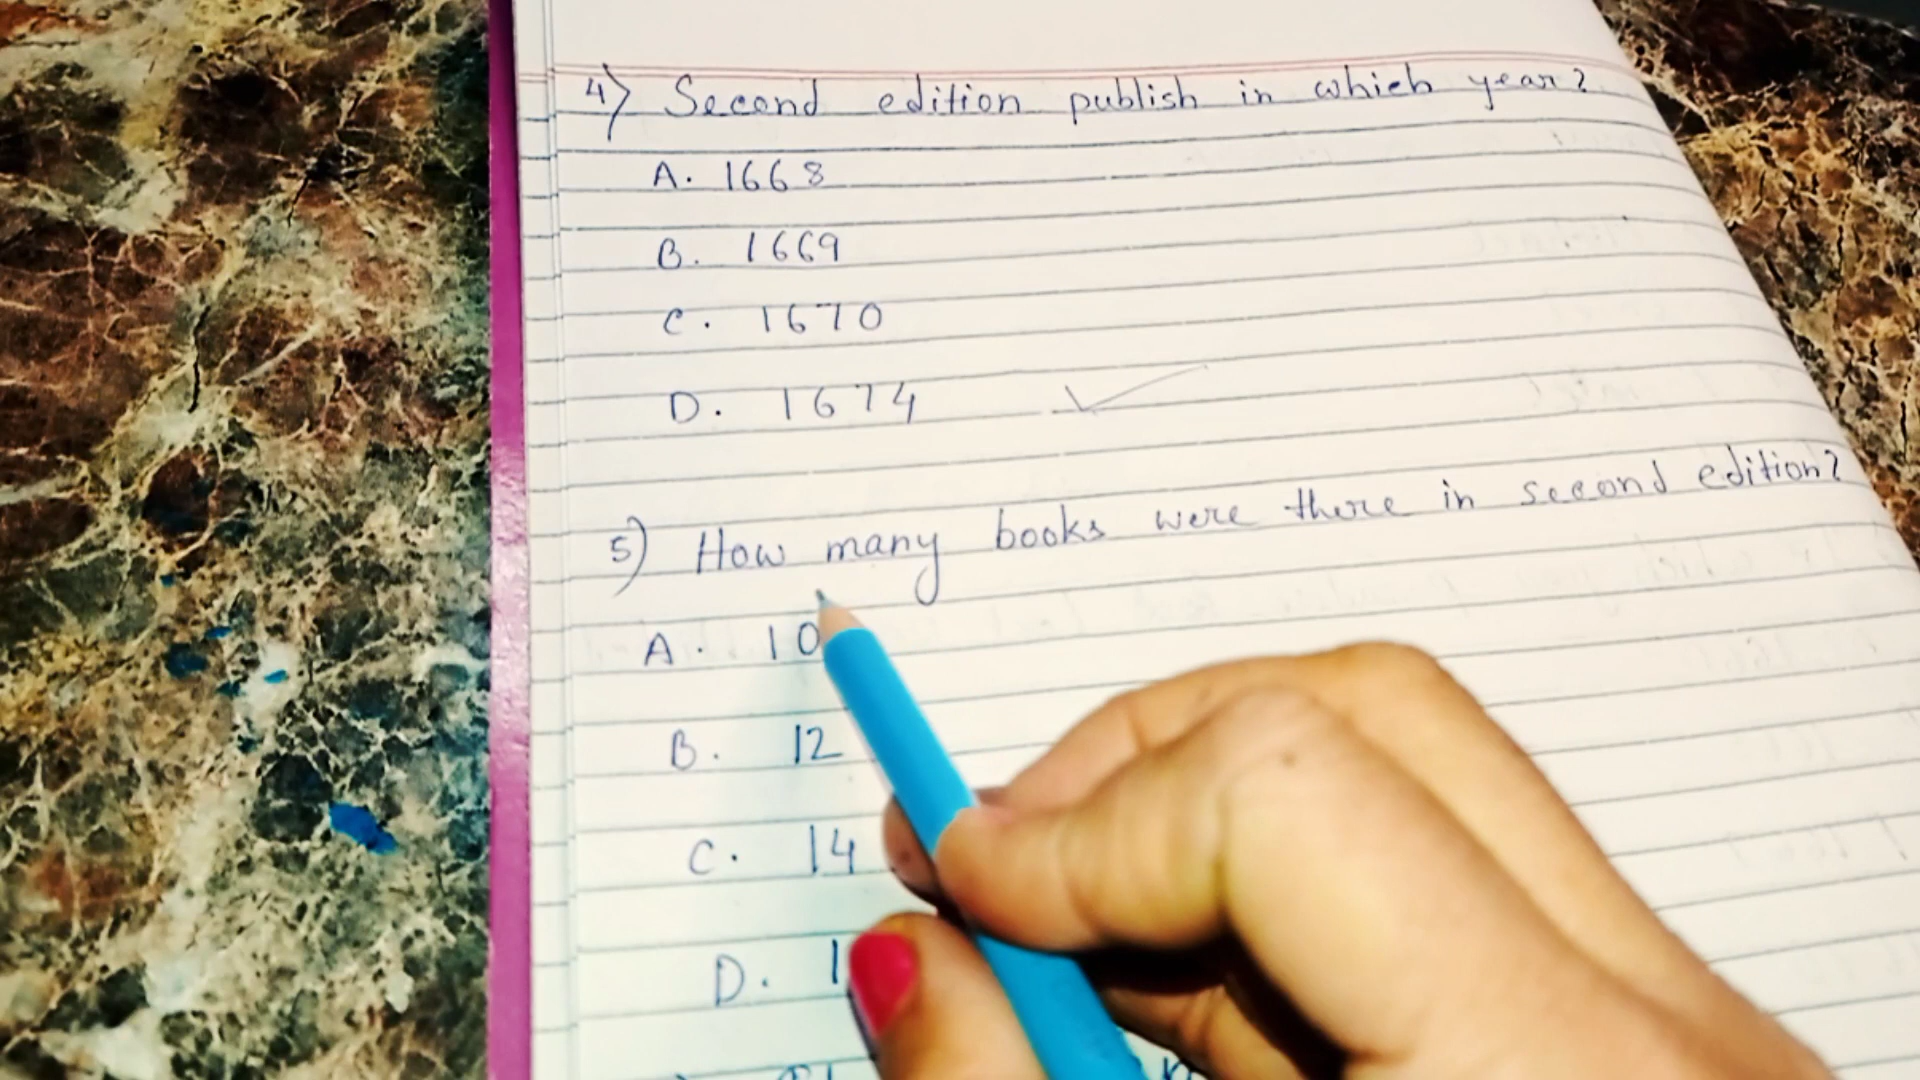 4) Second edition publish in which year?
A. 1668
B. 1669
C. 1670
D. 1674
5) How many books were there in second edition?
A. 10
B. 12
C. 14
D. 1